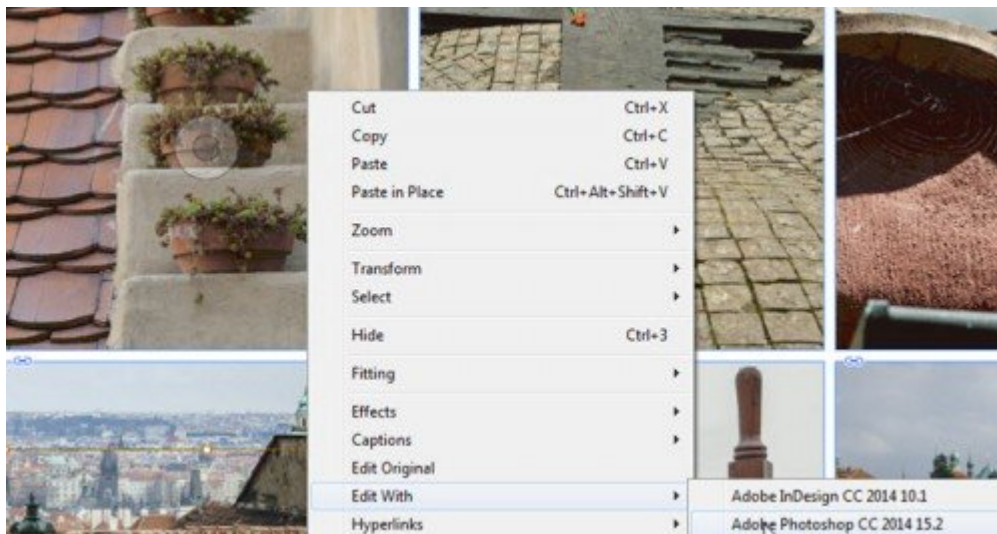 Cut Ctrl+X
Copy Ctrl+C
Paste Ctrl+V
Paste in Place Ctrl+Alt+Shift+V
Zoom
Transform
Select
Hide Ctrl+3
Fitting
Effects
Captions
Edit Original
Edit With
Adobe InDesign CC 2014 10.1
Hyperlinks
Adobe Photoshop CC 2014 15.2